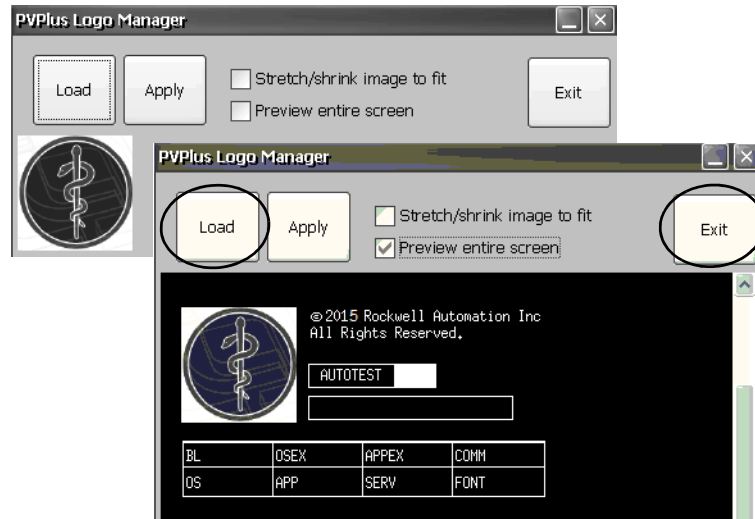 PVPlus Logo Manager
Load Apply Stretch/shrink image to fit Exit
Preview entire screen
PVPlus Logo Manager
Load Apply Stretch/shrink image to fit Exit
Preview entire screen
©2015 Rockwell Automation Inc
All Rights Reserved.
AUTOTEST
BL OSEX APPEX COMM
OS APP SERV FONT